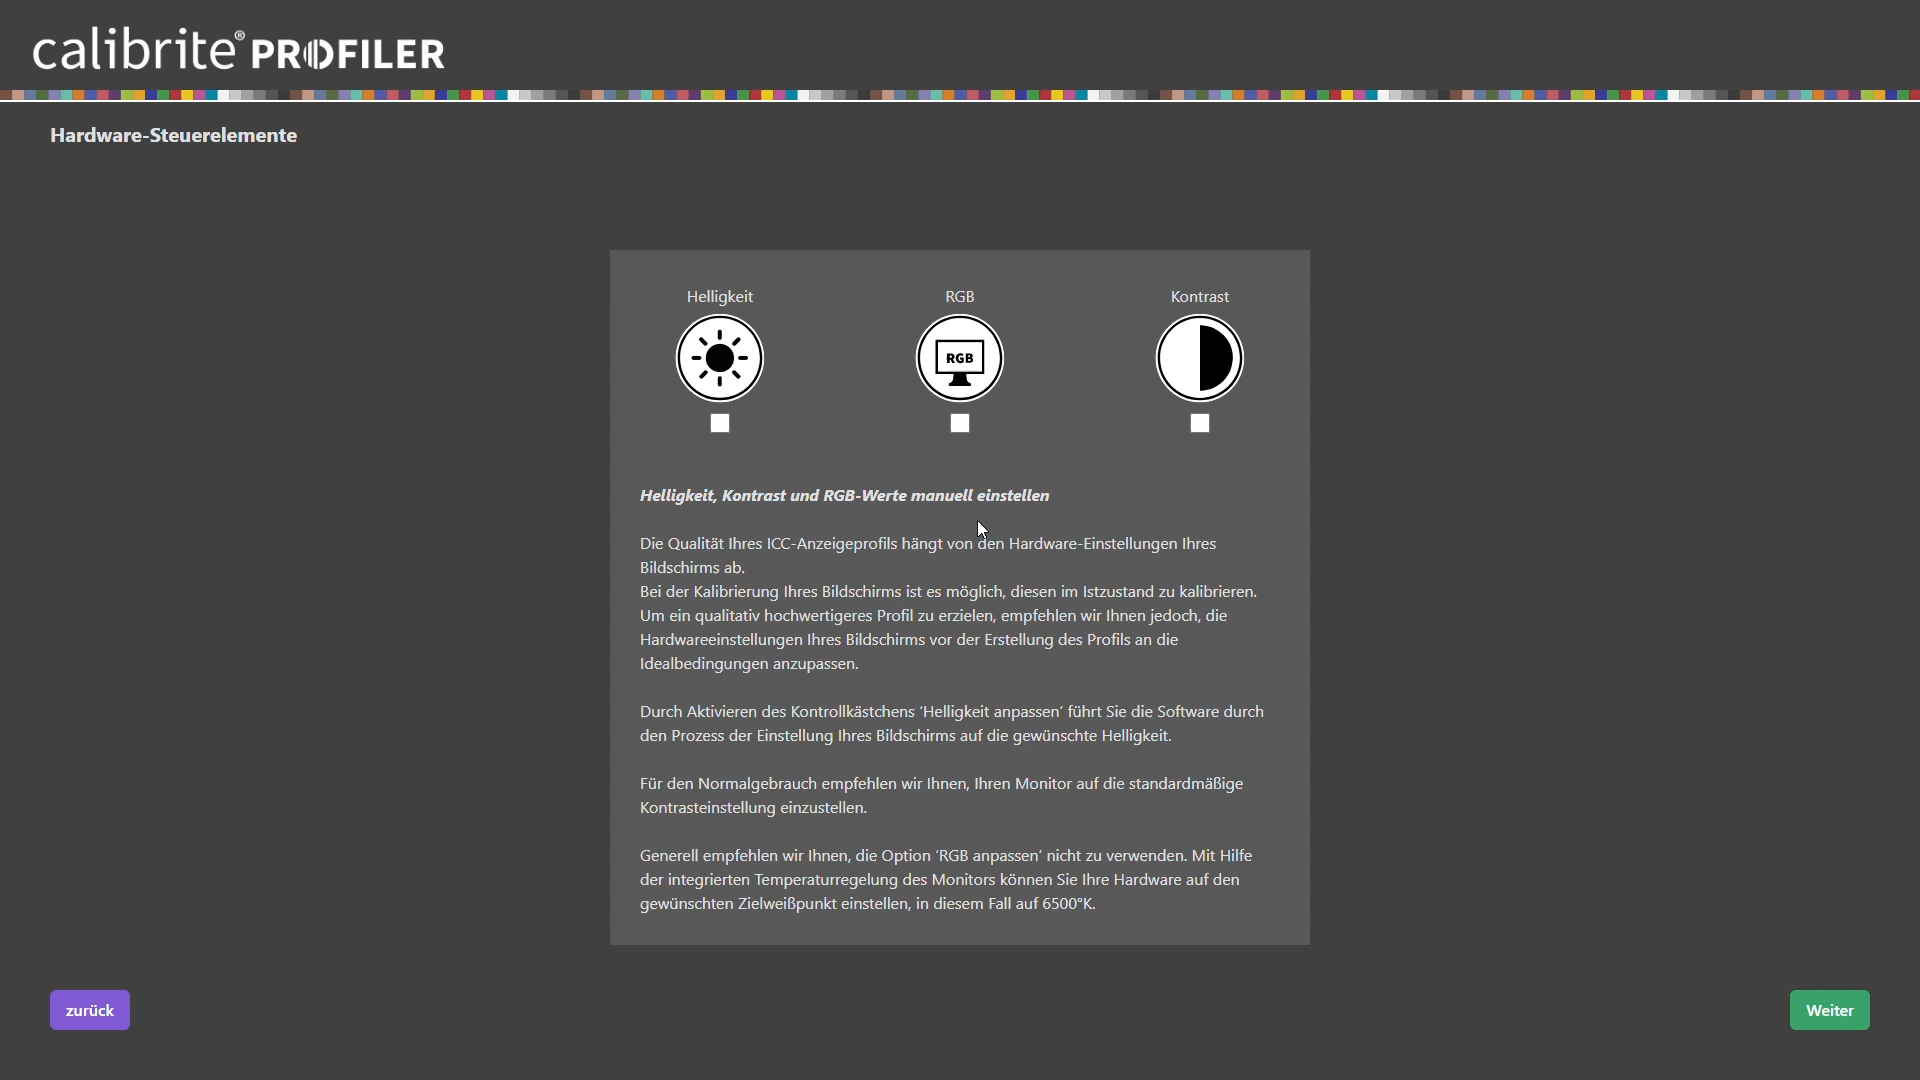 calibrite® PROFILER
Hardware-Steuerelemente
Helligkeit
RGB
Kontrast
RGB
Helligkeit, Kontrast und RGB-Werte manuell einstellen
Die Qualität Ihres ICC-Anzeigeprofils hängt von den Hardware-Einstellungen Ihres
Bildschirms ab.
Bei der Kalibrierung Ihres Bildschirms ist es möglich, diesen im Istzustand zu kalibrieren.
Um ein qualitativ hochwertigeres Profil zu erzielen, empfehlen wir Ihnen jedoch, die
Hardwareeinstellungen Ihres Bildschirms vor der Erstellung des Profils an die
Idealbedingungen anzupassen.
Durch Aktivieren des Kontrollkästchens ‘Helligkeit anpassen’ führt Sie die Software durch
den Prozess der Einstellung Ihres Bildschirms auf die gewünschte Helligkeit.
Für den Normalgebrauch empfehlen wir Ihnen, Ihren Monitor auf die standardmäßige
Kontrasteinstellung einzustellen.
Generell empfehlen wir Ihnen, die Option ‘RGB anpassen’ nicht zu verwenden. Mit Hilfe
der integrierten Temperaturregelung des Monitors können Sie Ihre Hardware auf den
gewünschten Zielweißpunkt einstellen, in diesem Fall auf 6500°K.
zurück
Weiter